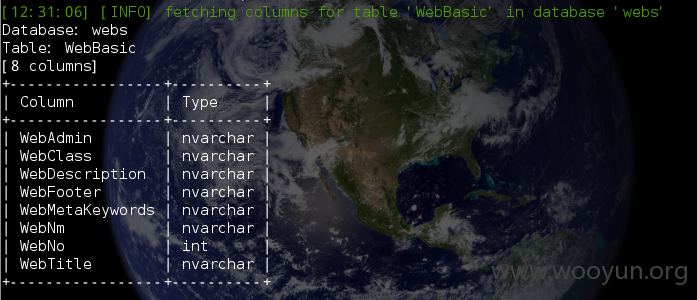 [12:31:06] [INFO] fetching columns for table 'WebBasic' in database 'webs'
Database: webs
Table: WebBasic
[8 columns]
+-----------------+----------+
| Column          | Type     |
+-----------------+----------+
| WebAdmin        | nvarchar |
| WebClass        | nvarchar |
| WebDescription  | nvarchar |
| WebFooter       | nvarchar |
| WebMetaKeywords | nvarchar |
| WebNm           | nvarchar |
| WebNo           | int      |
| WebTitle        | nvarchar |
+-----------------+----------+
www.wooyun.org